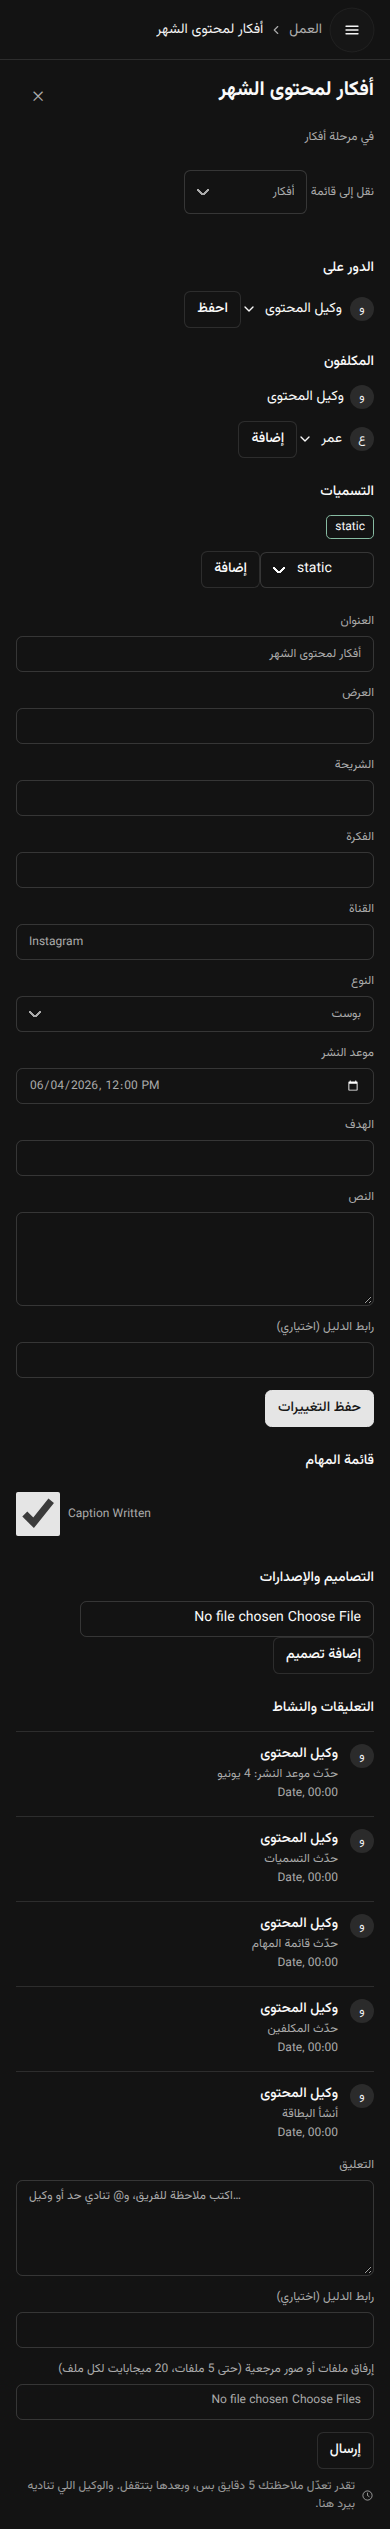 العمل › أفكار لمحتوى الشهر
أفكار لمحتوى الشهر
في مرحلة أفكار
نقل إلى قائمة أفكار
الدور على
و وكيل المحتوى احفظ
المكلفون
و وكيل المحتوى
ع عمر إضافة
التسميات
static
static إضافة
العنوان
أفكار لمحتوى الشهر
العرض
الشريحة
الفكرة
القناة
Instagram
النوع
بوست
موعد النشر
06/04/2026, 12:00 PM
الهدف
النص
رابط الدليل (اختياري)
حفظ التغييرات
قائمة المهام
Caption Written
التصاميم والإصدارات
No file chosen Choose File
إضافة تصميم
التعليقات والنشاط
و وكيل المحتوى
حدّث موعد النشر: 4 يونيو
Date, 00:00
و وكيل المحتوى
حدّث التسميات
Date, 00:00
و وكيل المحتوى
حدّث قائمة المهام
Date, 00:00
و وكيل المحتوى
حدّث المكلفين
Date, 00:00
و وكيل المحتوى
أنشأ البطاقة
Date, 00:00
التعليق
اكتب ملاحظة للفريق، و@ تنادي حد أو وكيل...
رابط الدليل (اختياري)
إرفاق ملفات أو صور مرجعية (حتى 5 ملفات، 20 ميجابايت لكل ملف)
No file chosen Choose Files
إرسال
تقدر تعدّل ملاحظتك 5 دقايق بس، وبعدها بتتقفل. والوكيل اللي تناديه
بيرد هنا.